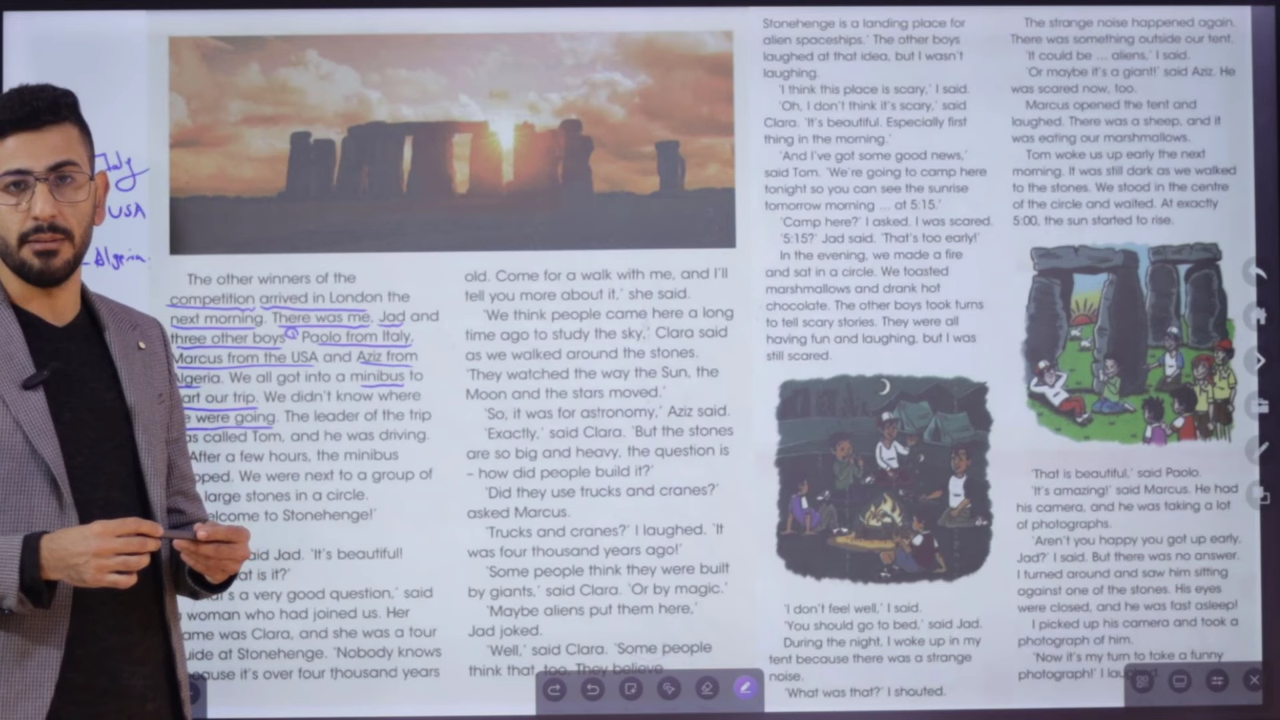 Italy
USA
Algeria
The other winners of the
competition arrived in London the
next morning. There was me, Jad and
three other boys Paolo from Italy,
Marcus from the USA and Aziz from
Algeria. We all got into a minibus to
art our trip. We didn't know where
were going. The leader of the trip
as called Tom, and he was driving.
After a few hours, the minibus
pped. We were next to a group of
large stones in a circle.
elcome to Stonehenge!'
aid Jad. 'It's beautiful!
at is it?'
's a very good question,' said
woman who had joined us. Her
ame was Clara, and she was a tour
uide at Stonehenge. 'Nobody knows
cause it's over four thousand years
old. Come for a walk with me, and I'll
tell you more about it,' she said.
'We think people came here a long
time ago to study the sky,' Clara said
as we walked around the stones.
'They watched the way the Sun, the
Moon and the stars moved.'
'So, it was for astronomy,' Aziz said.
'Exactly,' said Clara. 'But the stones
are so big and heavy, the question is
– how did people build it?'
'Did they use trucks and cranes?'
asked Marcus.
'Trucks and cranes?' I laughed. 'It
was four thousand years ago!'
'Some people think they were built
by giants,' said Clara. 'Or by magic.'
'Maybe aliens put them here,'
Jad joked.
'Well,' said Clara. 'Some people
think that, too. They believe
Stonehenge is a landing place for
alien spaceships.' The other boys
laughed at that idea, but I wasn't
laughing.
'I think this place is scary,' I said.
'Oh, I don't think it's scary,' said
Clara. 'It's beautiful. Especially first
thing in the morning.'
'And I've got some good news,'
said Tom. 'We're going to camp here
tonight so you can see the sunrise
tomorrow morning ... at 5:15.'
'Camp here?' I asked. I was scared.
'5:15?' Jad said. 'That's too early!'
In the evening, we made a fire
and sat in a circle. We toasted
marshmallows and drank hot
chocolate. The other boys took turns
to tell scary stories. They were all
having fun and laughing, but I was
still scared.
'I don't feel well,' I said.
'You should go to bed,' said Jad.
During the night, I woke up in my
tent because there was a strange
noise.
'What was that?' I shouted.
The strange noise happened again.
There was something outside our tent.
'It could be ... aliens,' I said.
'Or maybe it's a giant!' said Aziz. He
was scared now, too.
Marcus opened the tent and
laughed. There was a sheep, and it
was eating our marshmallows.
Tom woke us up early the next
morning. It was still dark as we walked
to the stones. We stood in the centre
of the circle and waited. At exactly
5:00, the sun started to rise.
'That is beautiful,' said Paolo.
'It's amazing!' said Marcus. He had
his camera, and he was taking a lot
of photographs.
'Aren't you happy you got up early,
Jad?' I said. But there was no answer.
I turned around and saw him sitting
against one of the stones. His eyes
were closed, and he was fast asleep!
I picked up his camera and took a
photograph of him.
'Now it's my turn to take a funny
photograph!' I